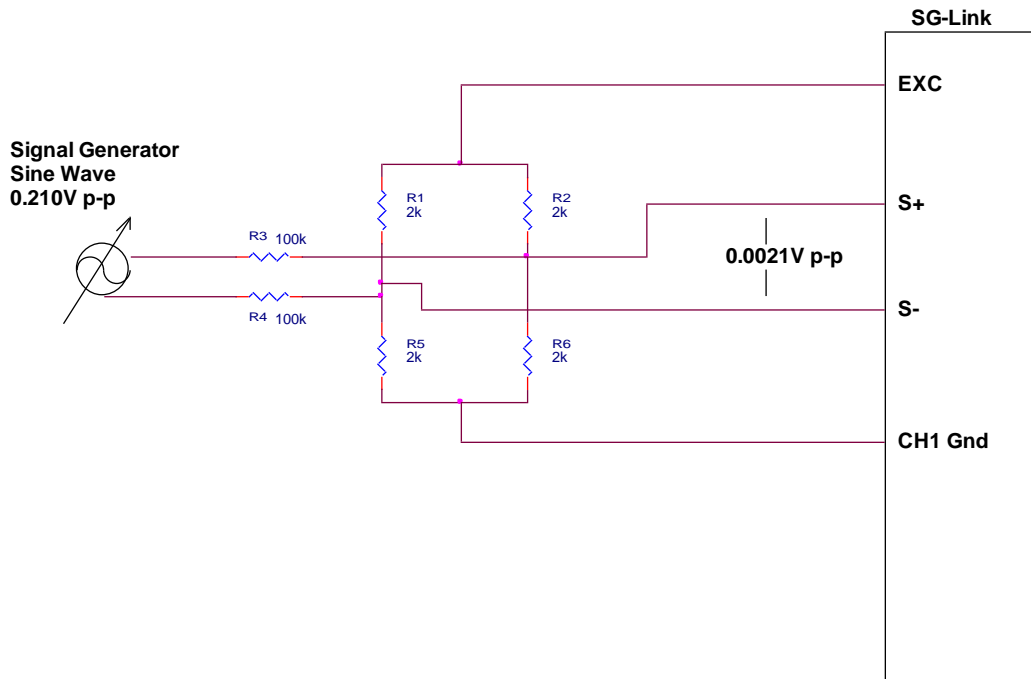 SG-Link
EXC
Signal Generator
Sine Wave
0.210V p-p
R1
2k
R2
2k
S+
R3 100k
0.0021V p-p
R4 100k
S-
R5
2k
R6
2k
CH1 Gnd